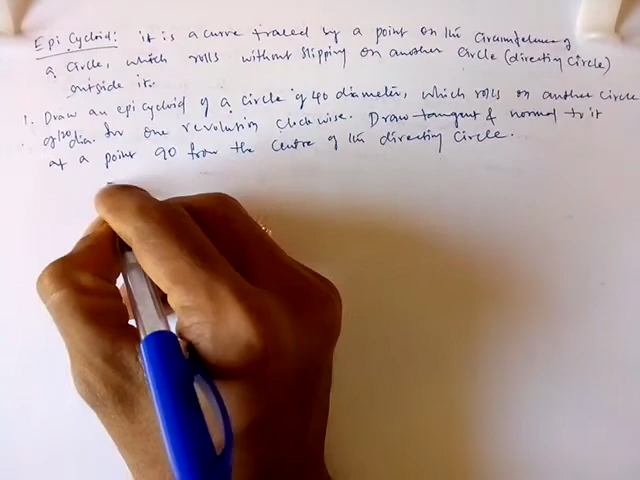 Epi Cycloid: it is a curve traced by a point on the Circumference of
a circle, which rolls without slipping on another Circle (directing Circle)
outside it.
1. Draw an epicycloid of a circle of 40 diameter, which rolls on another circle
of 120 dia. for one revolution clockwise. Draw tangent & normal to it
at a point 90 from the centre of the directing circle.